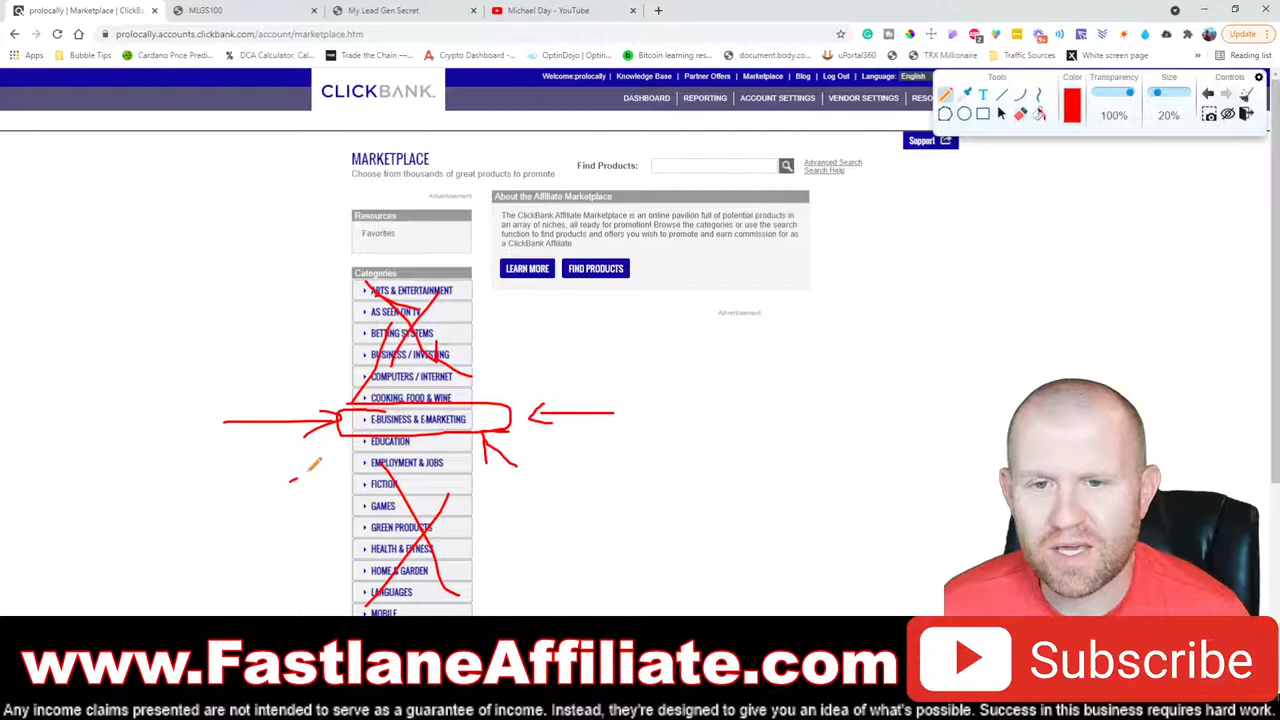 prolocally | Marketplace | ClickBa
MLGS100
My Lead Gen Secret
Michael Day - YouTube
prolocally.accounts.clickbank.com/account/marketplace.htm
Update
Apps
Bubble Tips
Cardano Price Predic...
DCA Calculator. Cal...
Trade the Chain - ...
Crypto Dashboard -...
OptinDojo | Optin...
Bitcoin learning res...
document.body.co...
uPortal360
TRX Millionaire
Traffic Sources
White screen page
Reading list
Welcome:prolocally
Knowledge Base
Partner Offers
Marketplace
Blog
Log Out
Language:
English
CLICKBANK.
DASHBOARD
REPORTING
ACCOUNT SETTINGS
VENDOR SETTINGS
RESO
Tools
Color
Transparency
Size
Controls
100%
20%
Support
MARKETPLACE
Choose from thousands of great products to promote
Find Products:
Advanced Search
Search Help
Advertisement
Resources
Favorites
About the Affiliate Marketplace
The ClickBank Affiliate Marketplace is an online pavilion full of potential products in
an array of niches, all ready for promotion! Browse the categories or use the search
function to find products and offers you wish to promote and earn commission for as
a ClickBank Affiliate.
LEARN MORE
FIND PRODUCTS
Advertisement
Categories
ARTS & ENTERTAINMENT
AS SEEN ON TV
BETTING SYSTEMS
BUSINESS / INVESTING
COMPUTERS / INTERNET
COOKING, FOOD & WINE
E-BUSINESS & E-MARKETING
EDUCATION
EMPLOYMENT & JOBS
FICTION
GAMES
GREEN PRODUCTS
HEALTH & FITNESS
HOME & GARDEN
LANGUAGES
MOBILE
www.FastlaneAffiliate.com
Subscribe
Any income claims presented are not intended to serve as a guarantee of income. Instead, they're designed to give you an idea of what's possible. Success in this business requires hard work.